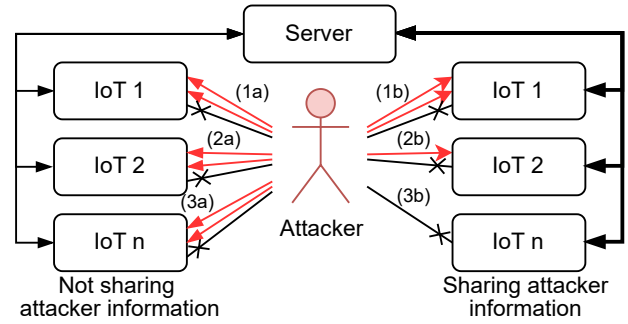 Server
IoT 1
(1a)
(1b)
IoT 1
IoT 2
(2a)
(2b)
IoT 2
(3a)
(3b)
IoT n
Attacker
IoT n
Not sharing
attacker information
Sharing attacker
information